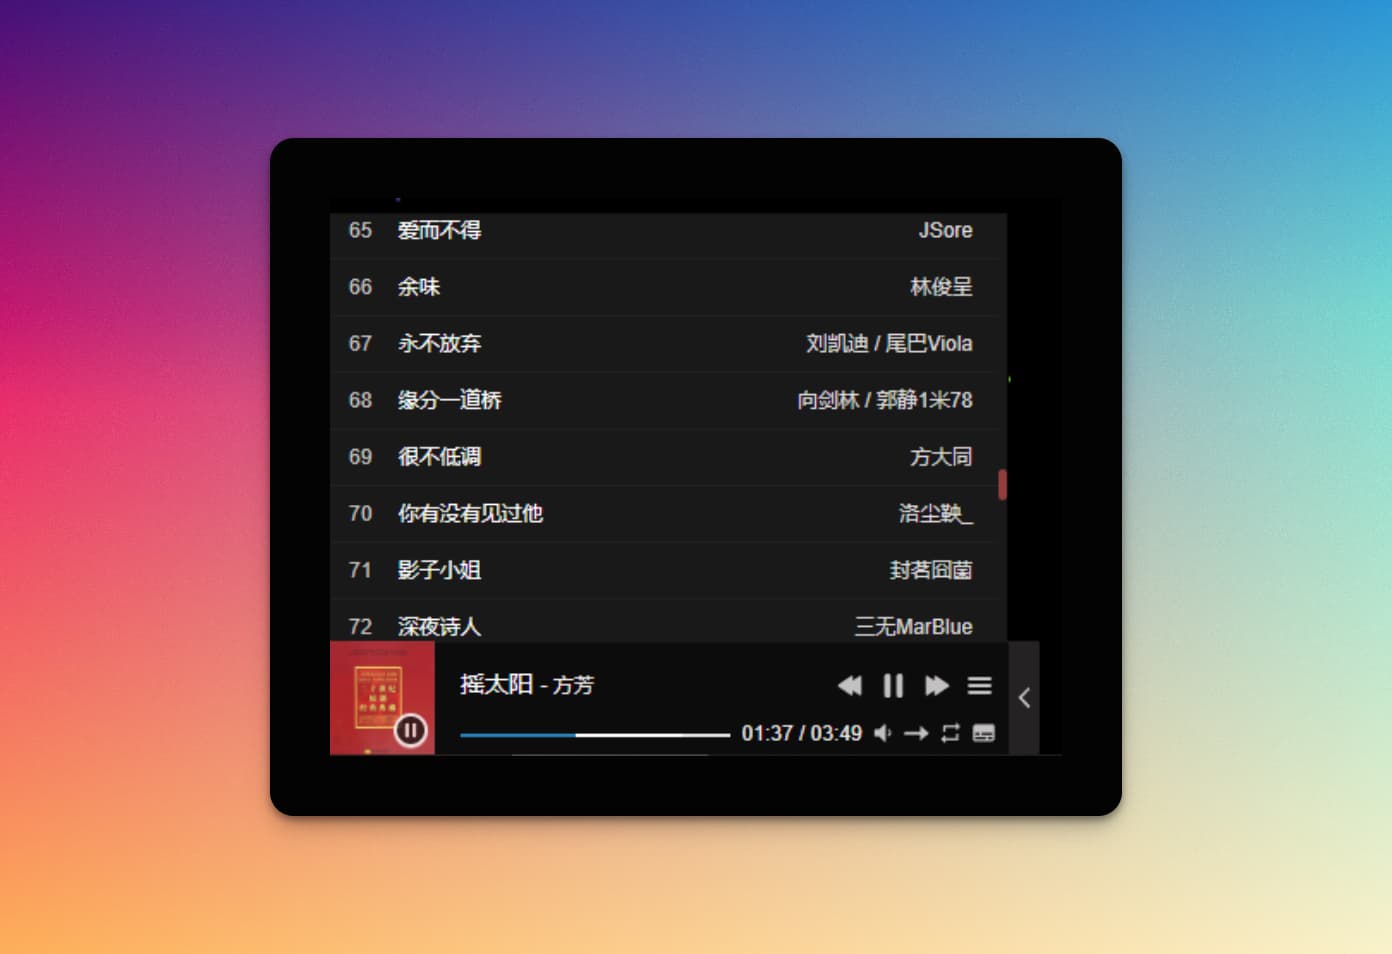 65 爱而不得 JSore
66 余味 林俊呈
67 永不放弃 刘凯迪 / 尾巴Viola
68 缘分一道桥 向剑林 / 郭静1米78
69 很不低调 方大同
70 你有没有见过他 洛尘鞅_
71 影子小姐 封茗囧菌
72 深夜诗人 三无MarBlue
摇太阳 - 方芳
01:37 / 03:49